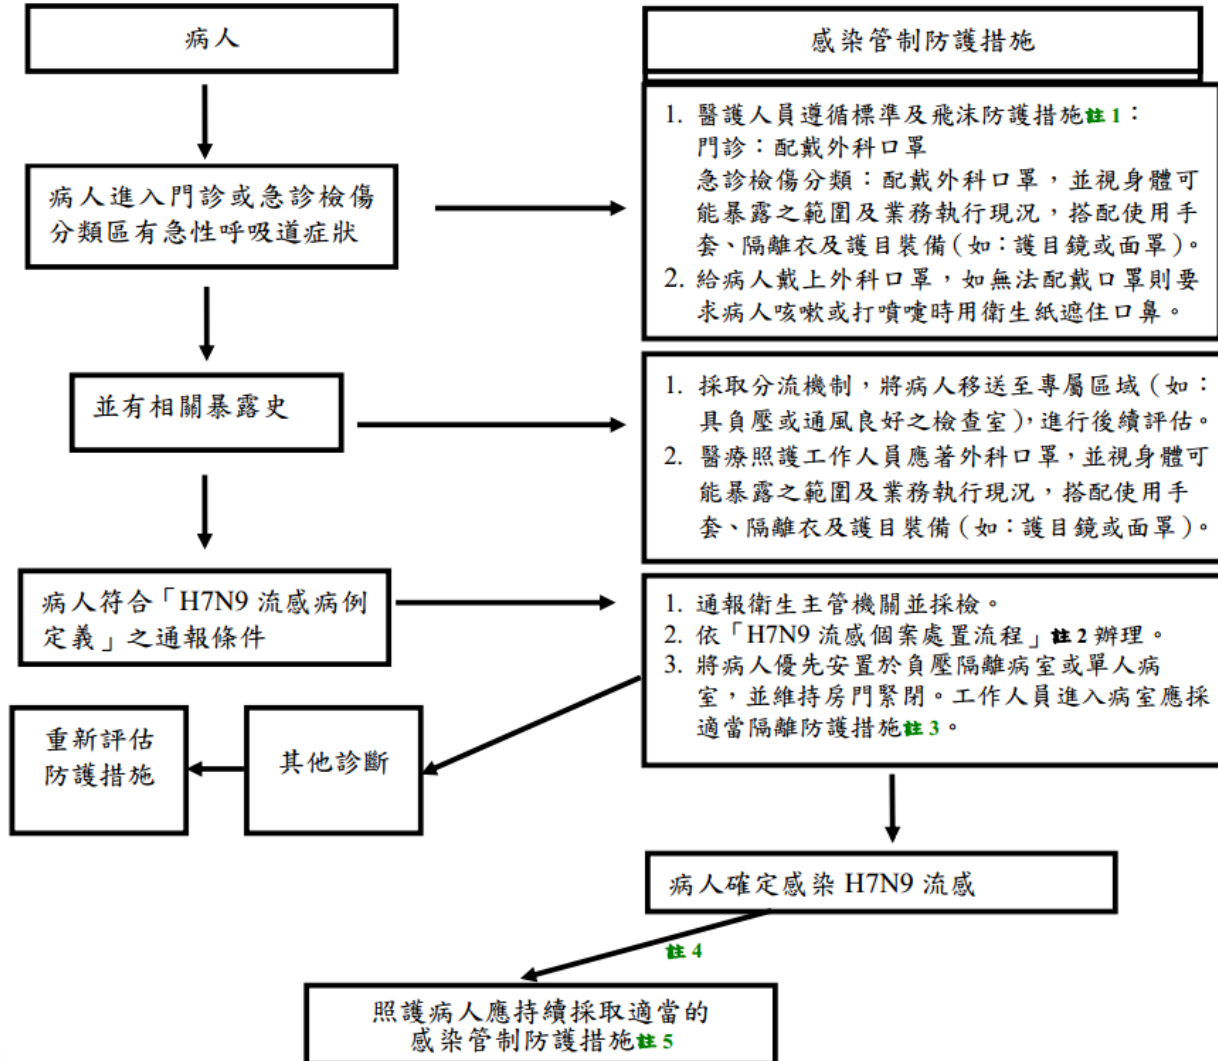 病人
感染管制防護措施
1. 醫護人員遵循標準及飛沫防護措施註1：
門診：配戴外科口罩
急診檢傷分類：配戴外科口罩，並視身體可
能暴露之範圍及業務執行現況，搭配使用手
套、隔離衣及護目裝備(如：護目鏡或面罩)。
2. 給病人戴上外科口罩，如無法配戴口罩則要
求病人咳嗽或打噴嚏時用衛生紙遮住口鼻。
病人進入門診或急診檢傷
分類區有急性呼吸道症狀
並有相關暴露史
1. 採取分流機制，將病人移送至專屬區域（如：
具負壓或通風良好之檢查室），進行後續評估。
2. 醫療照護工作人員應著外科口罩，並視身體可
能暴露之範圍及業務執行現況，搭配使用手
套、隔離衣及護目裝備（如：護目鏡或面罩）。
病人符合「H7N9 流感病例
定義」之通報條件
1. 通報衛生主管機關並採檢。
2. 依「H7N9 流感個案處置流程」註2 辦理。
3. 將病人優先安置於負壓隔離病室或單人病
室，並維持房門緊閉。工作人員進入病室應採
適當隔離防護措施註3。
重新評估
防護措施
其他診斷
病人確定感染 H7N9 流感
註4
照護病人應持續採取適當的
感染管制防護措施註5